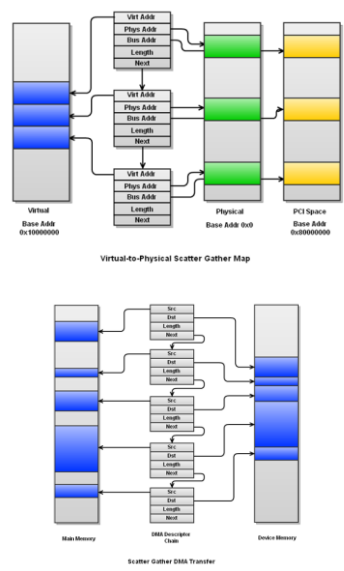 Virt Addr
Phys Addr
Bus Addr
Length
Next
Virt Addr
Phys Addr
Bus Addr
Length
Next
Virt Addr
Phys Addr
Bus Addr
Length
Next
Virtual
Base Addr
0x10000000
Physical
Base Addr 0x0
PCI Space
Base Addr
0x80000000
Virtual-to-Physical Scatter Gather Map
Src
Dst
Length
Next
Src
Dst
Length
Next
Src
Dst
Length
Next
Src
Dst
Length
Next
Src
Dst
Length
Next
Main Memory
DMA Descriptor
Chain
Device Memory
Scatter Gather DMA Transfer